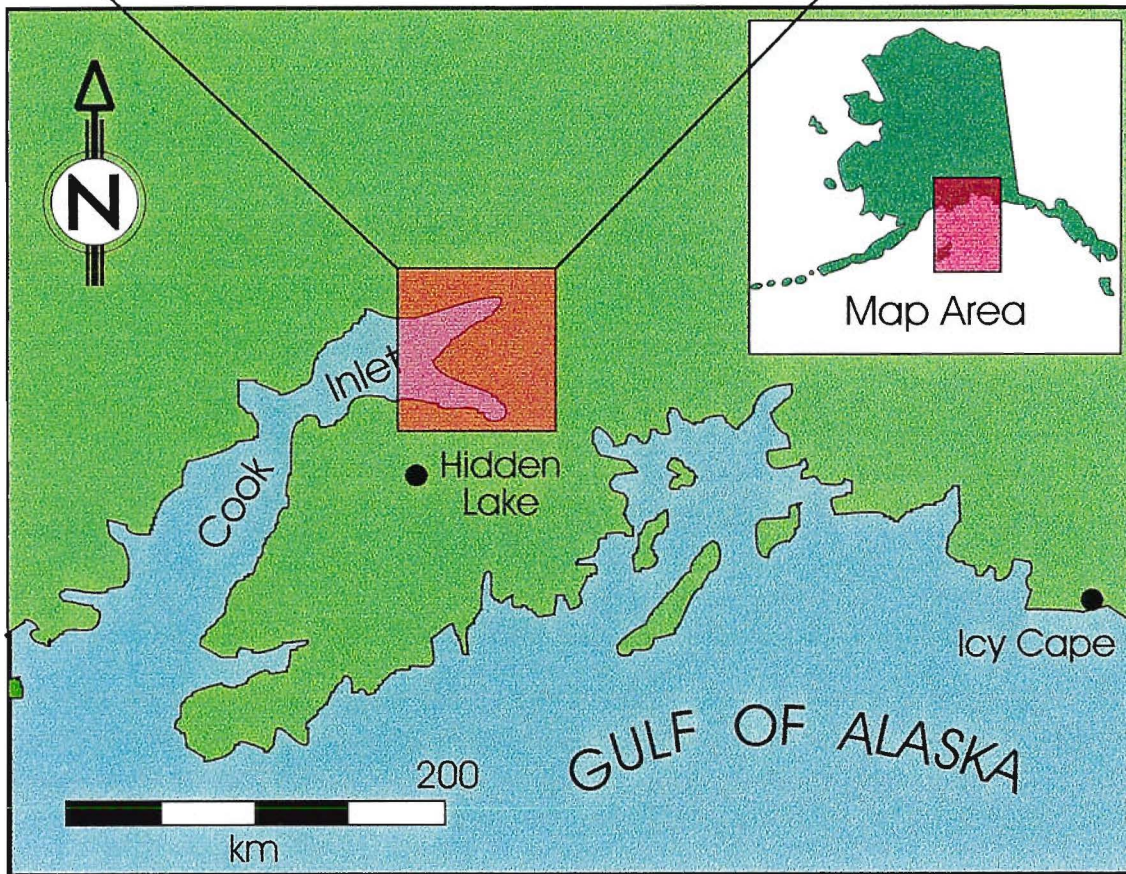 N
Map Area
Cook Inlet
Hidden
Lake
Icy Cape
GULF OF ALASKA
200
km